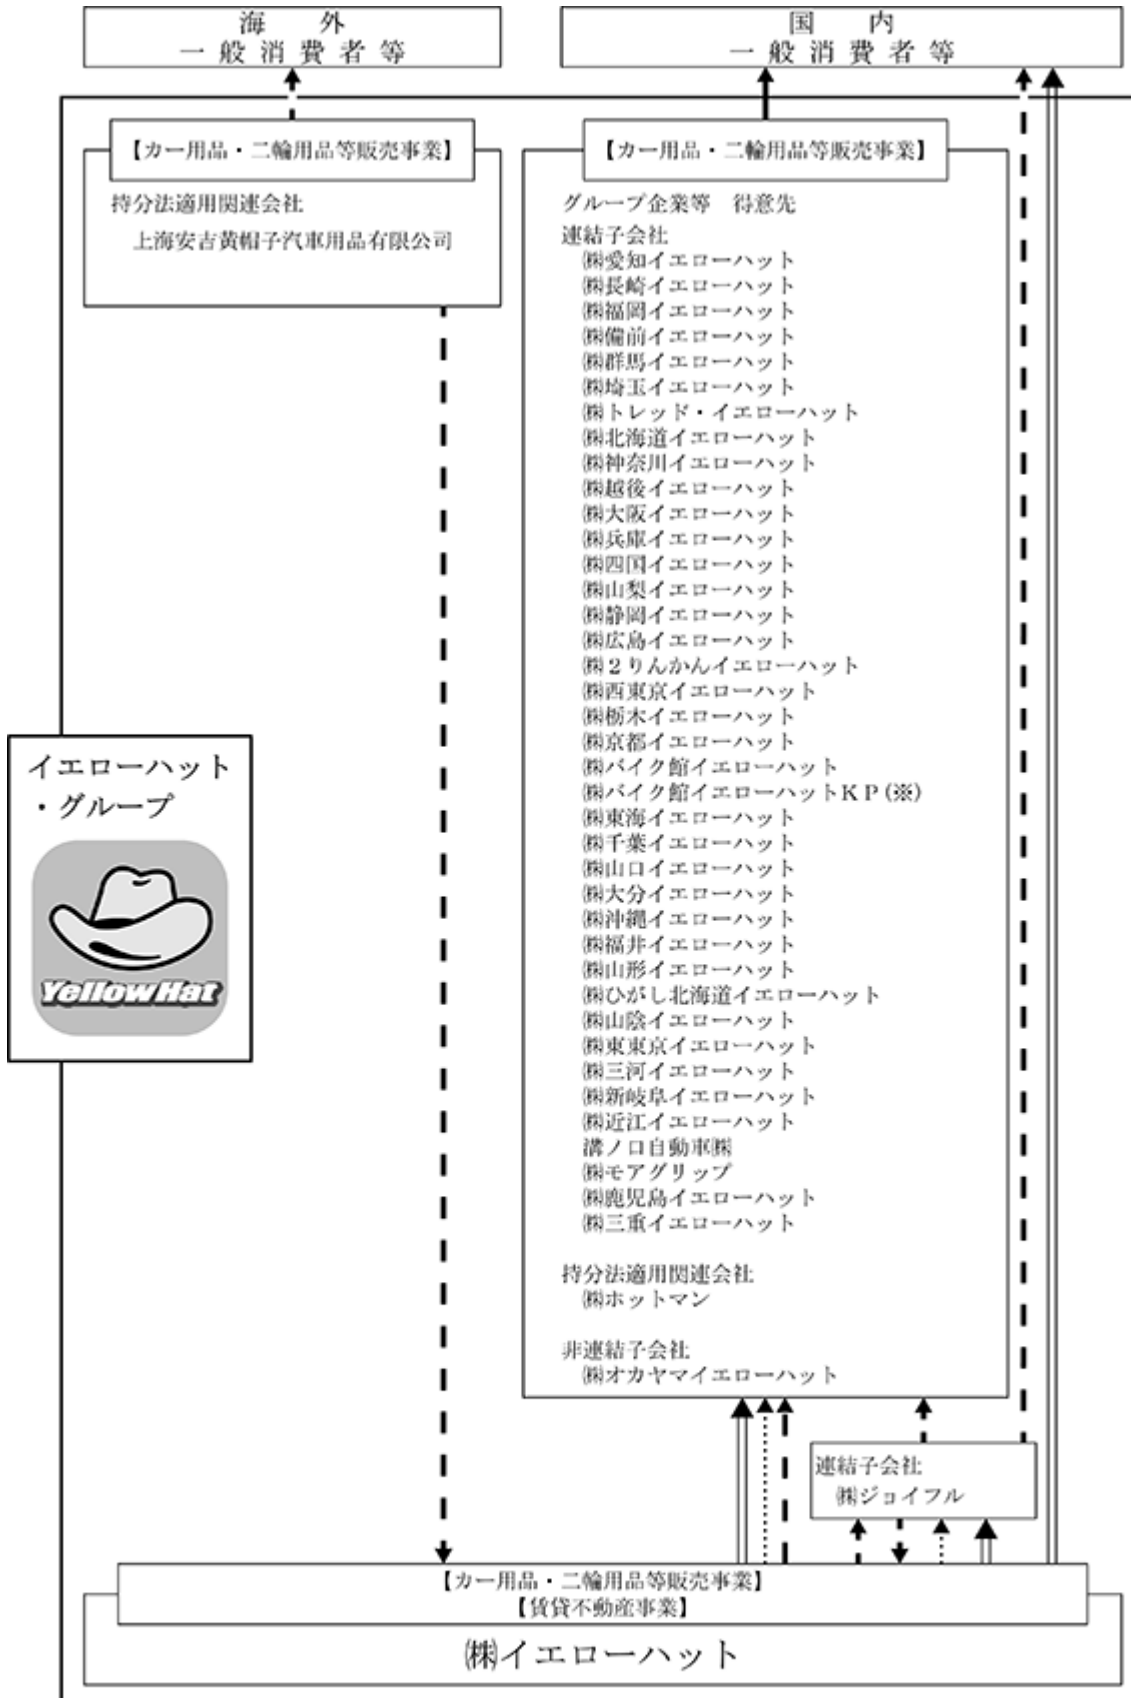 海　外
一般消費者等
国　内
一般消費者等
【カー用品・二輪用品等販売事業】
持分法適用関連会社
上海安吉黄帽子汽車用品有限公司
【カー用品・二輪用品等販売事業】
グループ企業等　得意先
連結子会社
㈱愛知イエローハット
㈱長崎イエローハット
㈱福岡イエローハット
㈱備前イエローハット
㈱群馬イエローハット
㈱埼玉イエローハット
㈱トレッド・イエローハット
㈱北海道イエローハット
㈱神奈川イエローハット
㈱越後イエローハット
㈱大阪イエローハット
㈱兵庫イエローハット
㈱四国イエローハット
㈱山梨イエローハット
㈱静岡イエローハット
㈱広島イエローハット
㈱２りんかんイエローハット
㈱西東京イエローハット
㈱栃木イエローハット
㈱京都イエローハット
㈱バイク館イエローハット
㈱バイク館イエローハットＫＰ(※)
㈱東海イエローハット
㈱千葉イエローハット
㈱山口イエローハット
㈱大分イエローハット
㈱沖縄イエローハット
㈱福井イエローハット
㈱山形イエローハット
㈱ひがし北海道イエローハット
㈱山陰イエローハット
㈱東東京イエローハット
㈱三河イエローハット
㈱新岐阜イエローハット
㈱近江イエローハット
溝ノ口自動車㈱
㈱モアグリップ
㈱鹿児島イエローハット
㈱三重イエローハット
持分法適用関連会社
㈱ホットマン
非連結子会社
㈱オカヤマイエローハット
イエローハット
・グループ
YellowHat
連結子会社
㈱ジョイフル
【カー用品・二輪用品等販売事業】
【賃貸不動産事業】
㈱イエローハット